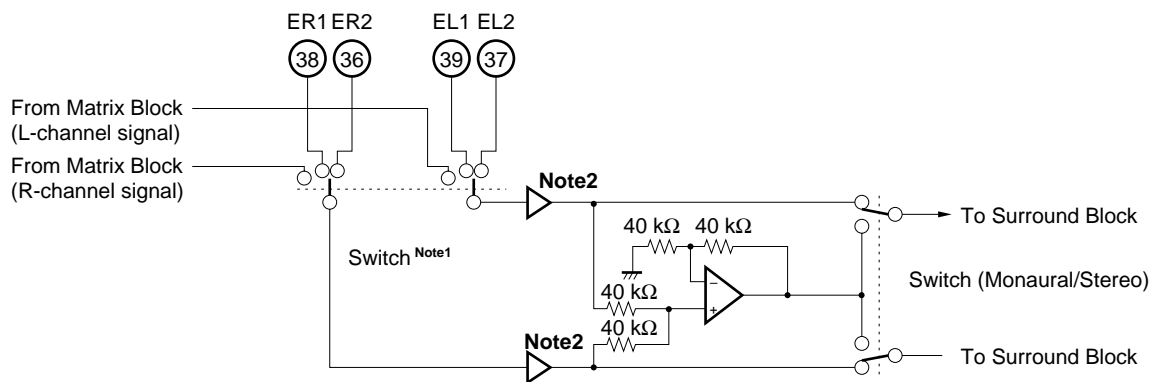 ER1 ER2 EL1 EL2
38 36 39 37
From Matrix Block
(L-channel signal)
From Matrix Block
(R-channel signal)
Note2
To Surround Block
40 kΩ 40 kΩ
Switch Note1
Switch (Monaural/Stereo)
−
40 kΩ
+
40 kΩ
Note2
To Surround Block